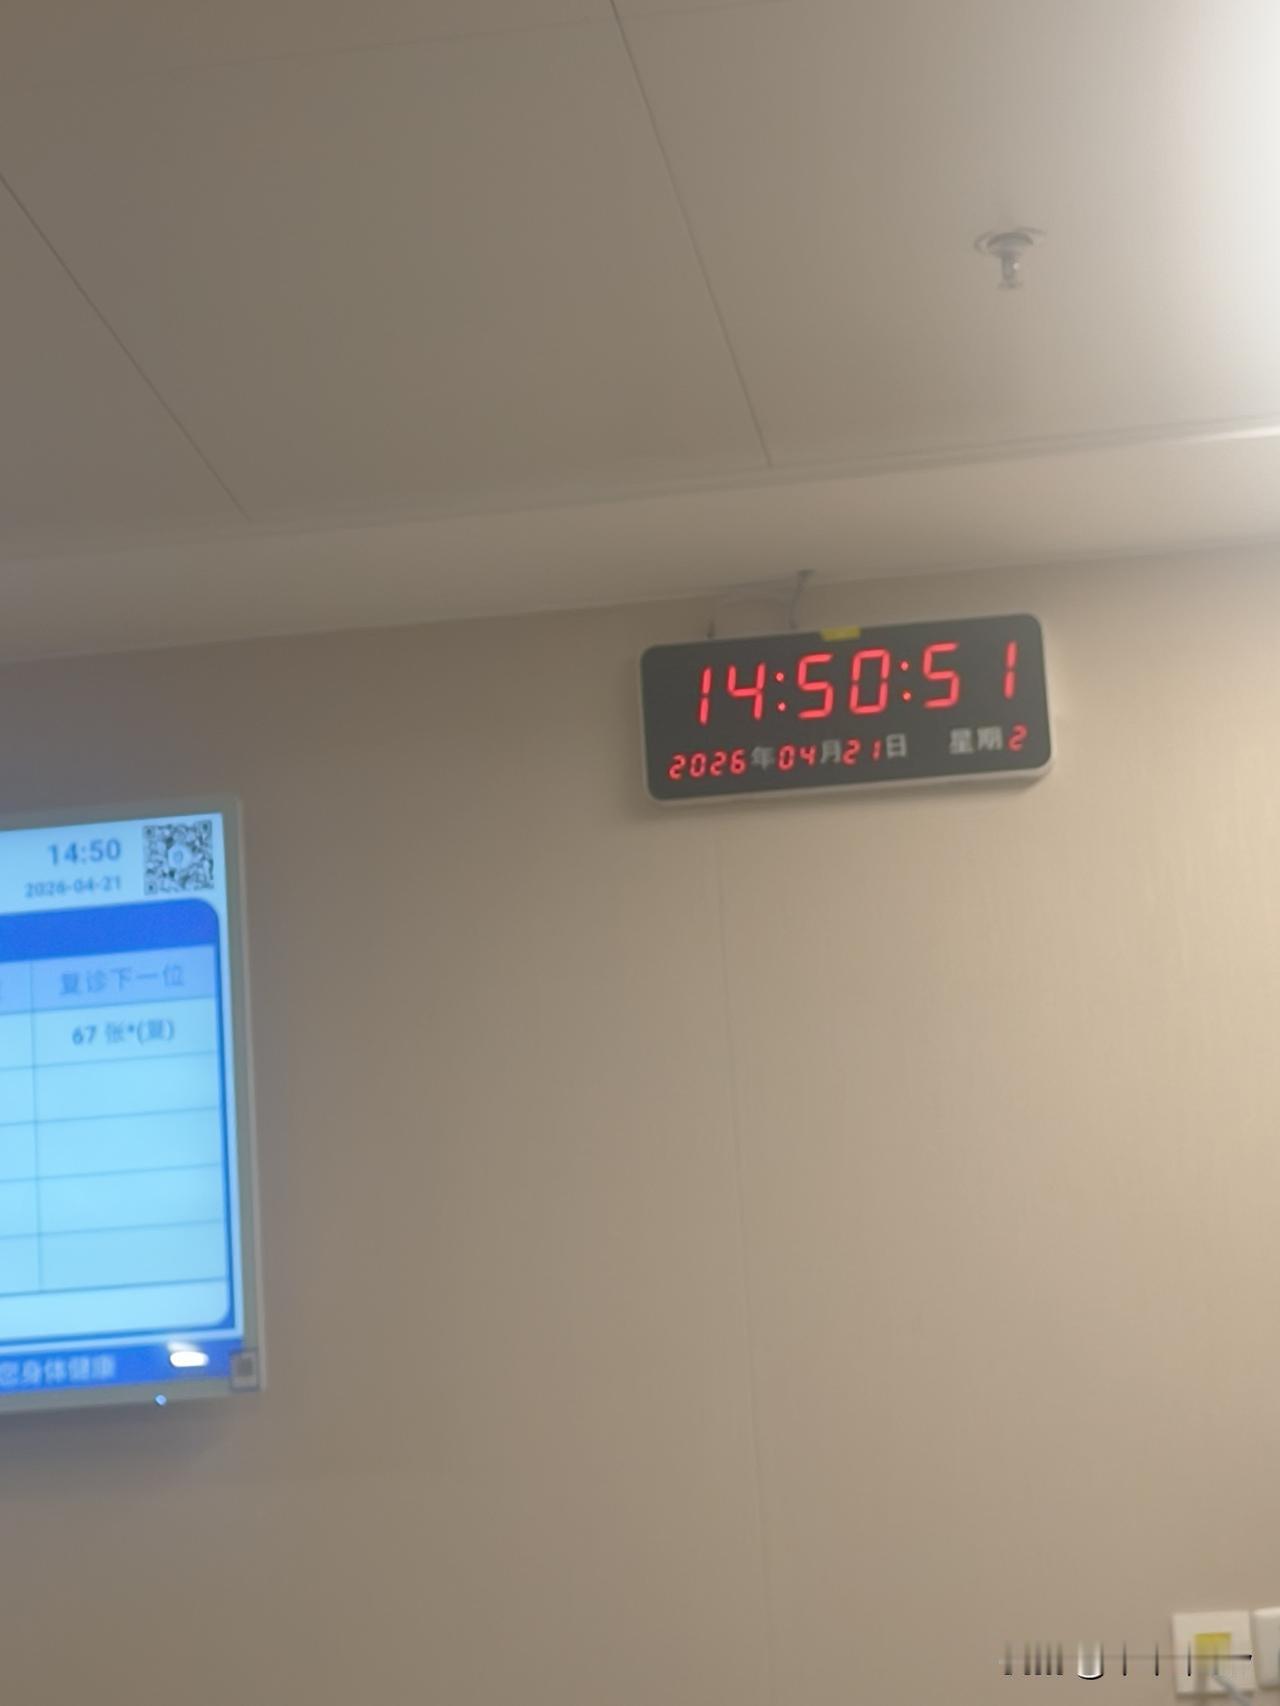 14:50:51
2026年04月21日 星期2
14:50
2026-04-21
复诊下一位
67 张*(复)
您身体健康